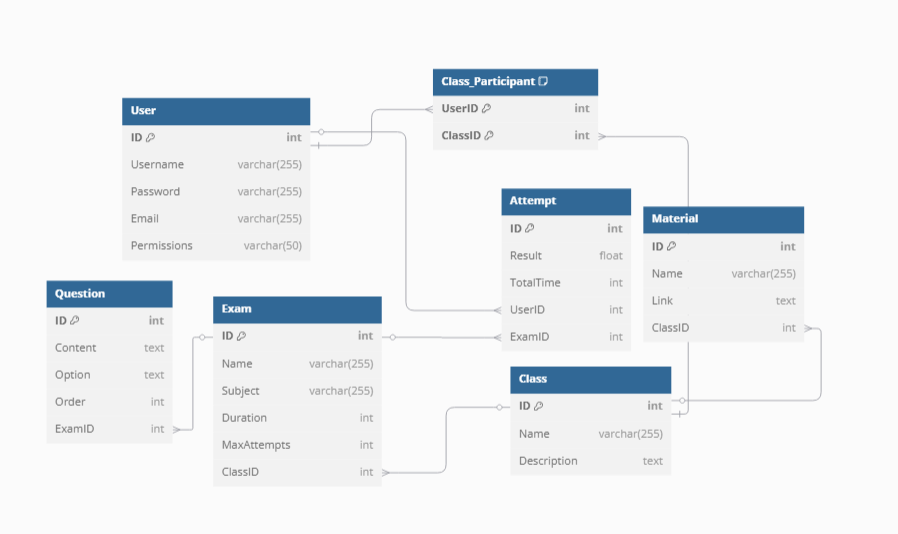 Class_Participant
UserID int
ClassID int
User
ID int
Username varchar(255)
Password varchar(255)
Email varchar(255)
Permissions varchar(50)
Attempt
ID int
Result float
TotalTime int
UserID int
ExamID int
Material
ID int
Name varchar(255)
Link text
ClassID int
Question
ID int
Content text
Option text
Order int
ExamID int
Exam
ID int
Name varchar(255)
Subject varchar(255)
Duration int
MaxAttempts int
ClassID int
Class
ID int
Name varchar(255)
Description text